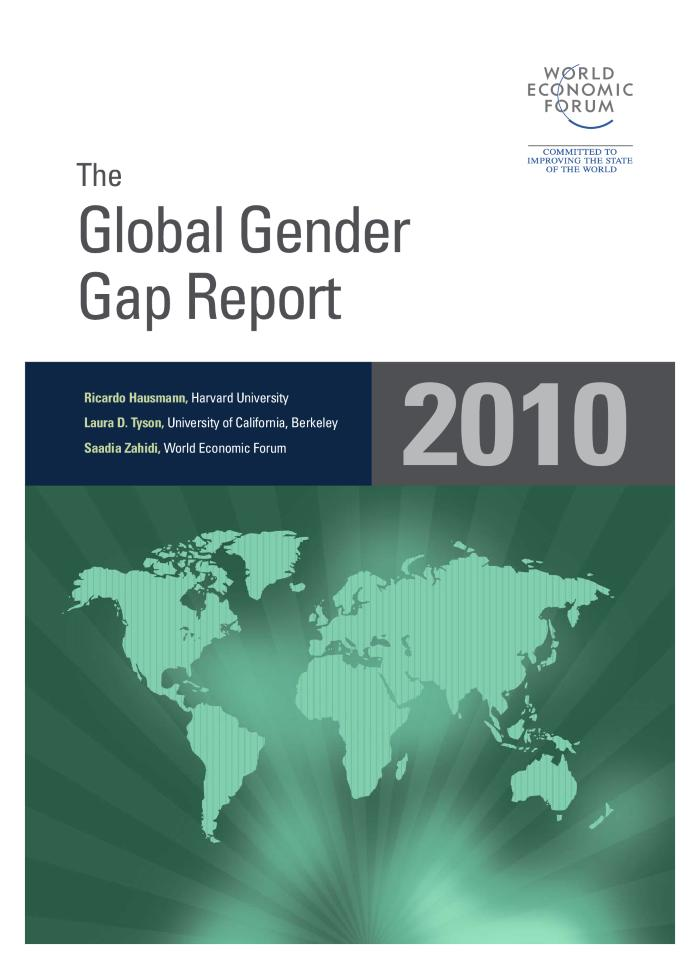 WORLD
ECONOMIC
FORUM
COMMITTED TO
IMPROVING THE STATE
OF THE WORLD
The
Global Gender
Gap Report
Ricardo Hausmann, Harvard University
Laura D. Tyson, University of California, Berkeley
Saadia Zahidi, World Economic Forum
2010